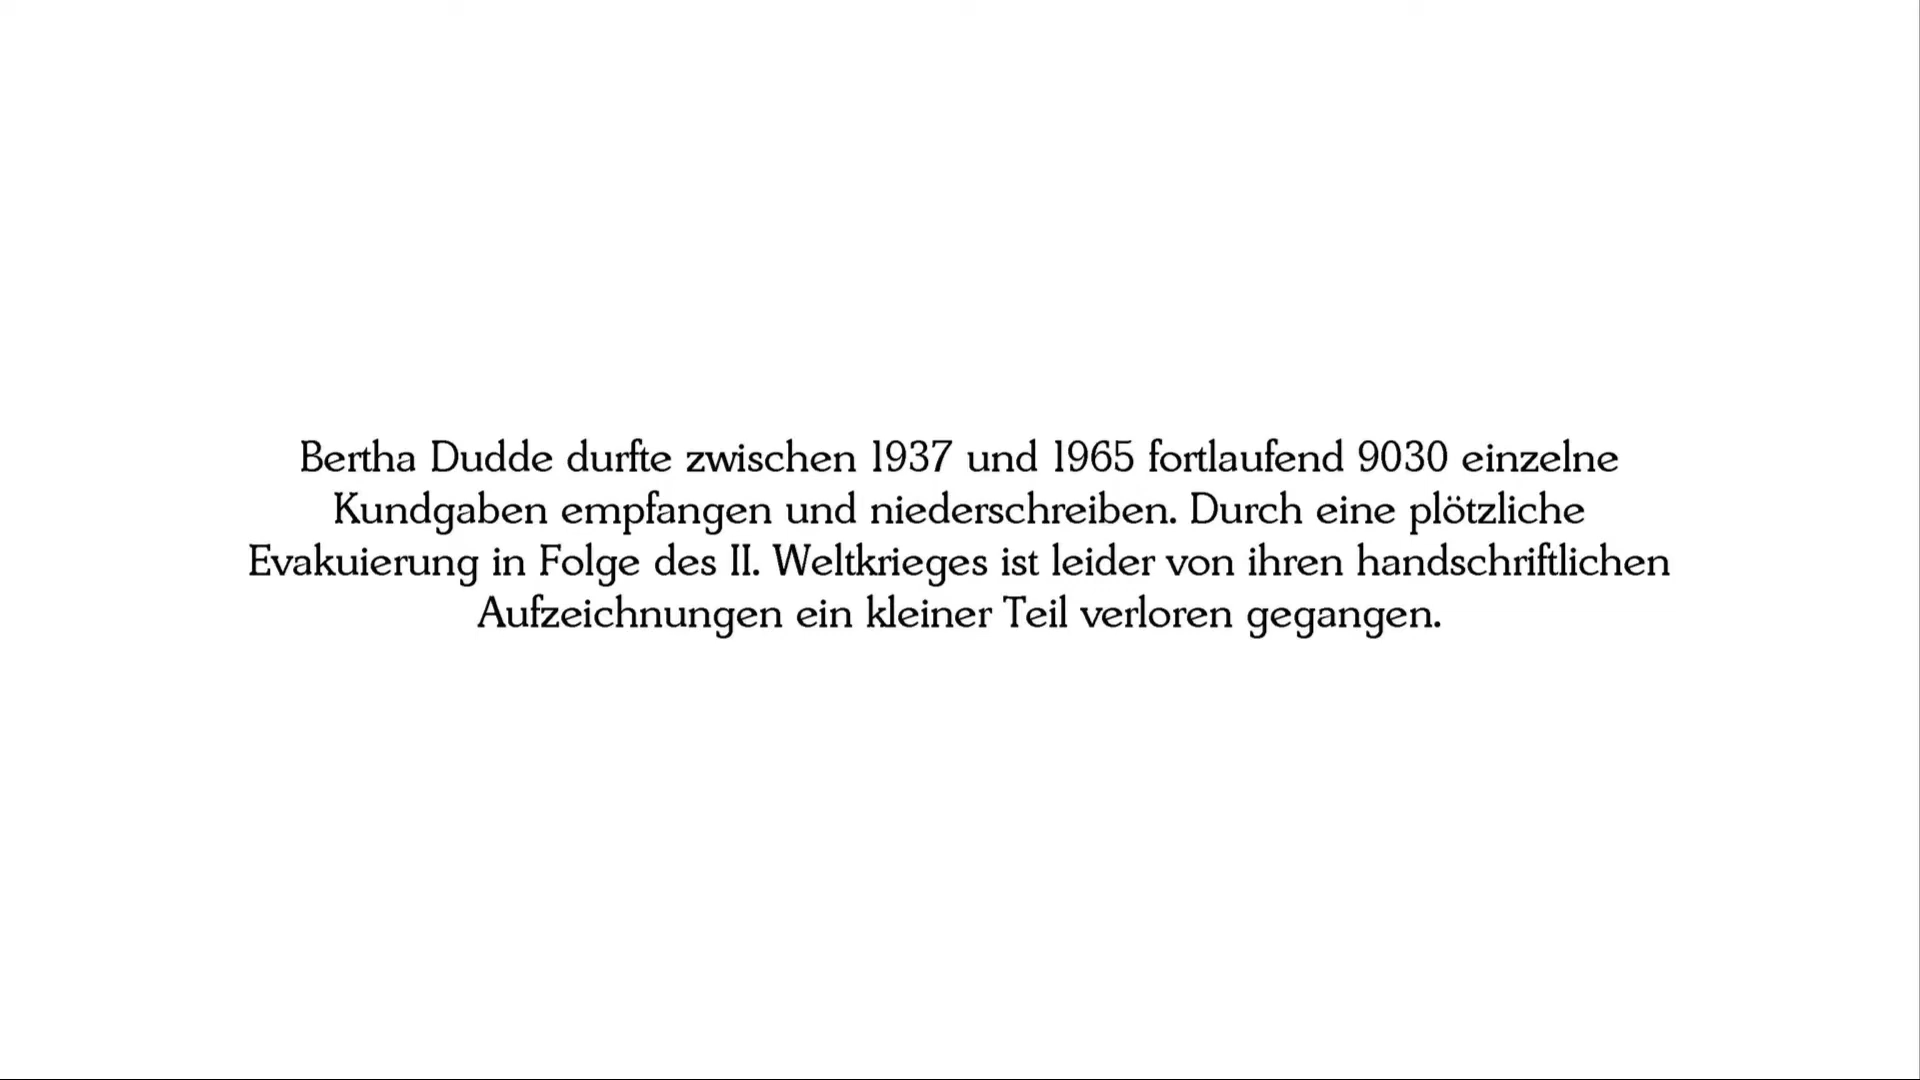 Bertha Dudde durfte zwischen 1937 und 1965 fortlaufend 9030 einzelne
Kundgaben empfangen und niederschreiben. Durch eine plötzliche
Evakuierung in Folge des II. Weltkrieges ist leider von ihren handschriftlichen
Aufzeichnungen ein kleiner Teil verloren gegangen.